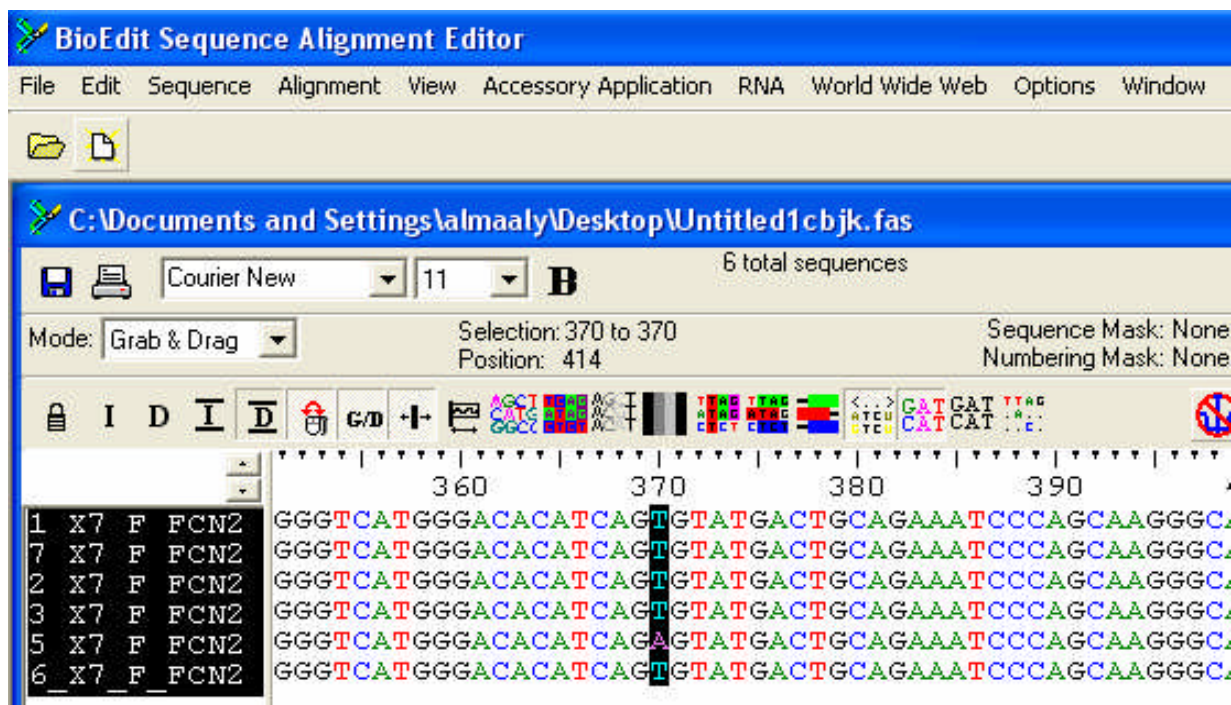 BioEdit Sequence Alignment Editor
File Edit Sequence Alignment View Accessory Application RNA World Wide Web Options Window
C:\Documents and Settings\almaaly\Desktop\Untitled1cbjk.fas
Courier New 11 B 6 total sequences
Mode: Grab & Drag Selection: 370 to 370 Sequence Mask: None
Position: 414 Numbering Mask: None
I D I D G/D
360 370 380 390
1 X7 F FCN2 GGGTCATGGGACACATCAGTGTATGACTGCAGAAATCCCAGCAAGGGC
7 X7 F FCN2 GGGTCATGGGACACATCAGTGTATGACTGCAGAAATCCCAGCAAGGGC
2 X7 F FCN2 GGGTCATGGGACACATCAGTGTATGACTGCAGAAATCCCAGCAAGGGC
3 X7 F FCN2 GGGTCATGGGACACATCAGTGTATGACTGCAGAAATCCCAGCAAGGGC
5 X7 F FCN2 GGGTCATGGGACACATCAGAGTATGACTGCAGAAATCCCAGCAAGGGC
6_X7_F_FCN2 GGGTCATGGGACACATCAGTGTATGACTGCAGAAATCCCAGCAAGGGC